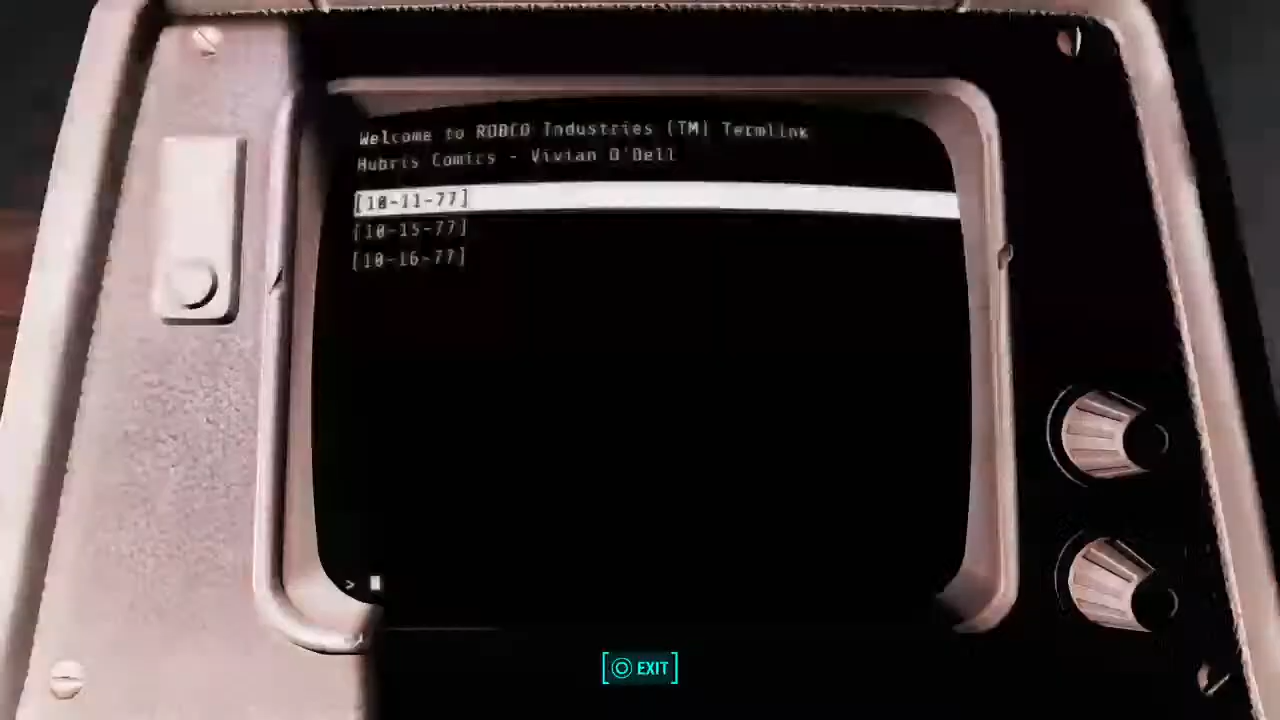 Welcome to ROBCO Industries (TM) Termlink
Hubris Comics - Vivian O'Dell
[10-11-77]
[10-15-77]
[10-16-77]
>
EXIT